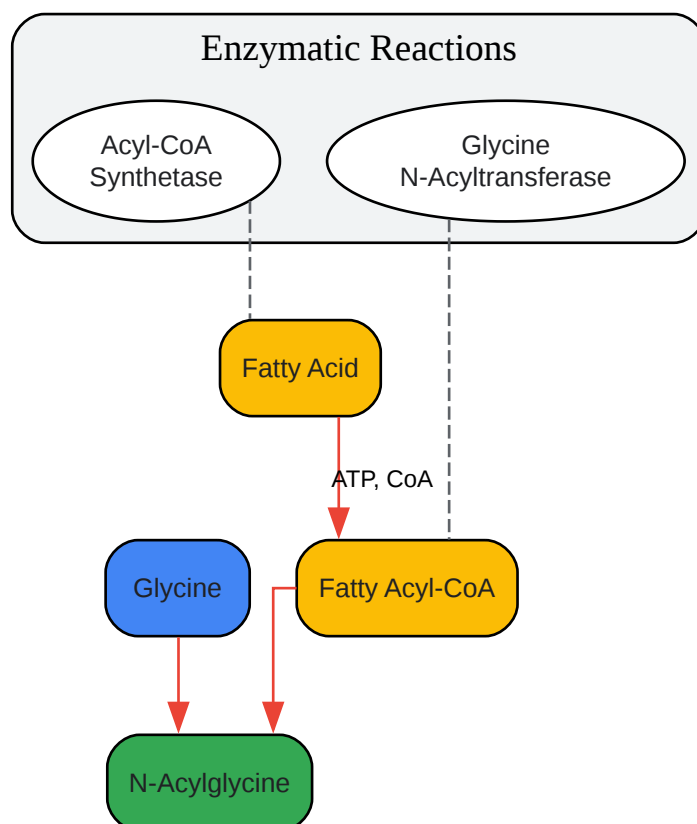 Enzymatic Reactions
Acyl-CoA
Synthetase
Glycine
N-Acyltransferase
Fatty Acid
ATP, CoA
Glycine
Fatty Acyl-CoA
N-Acylglycine